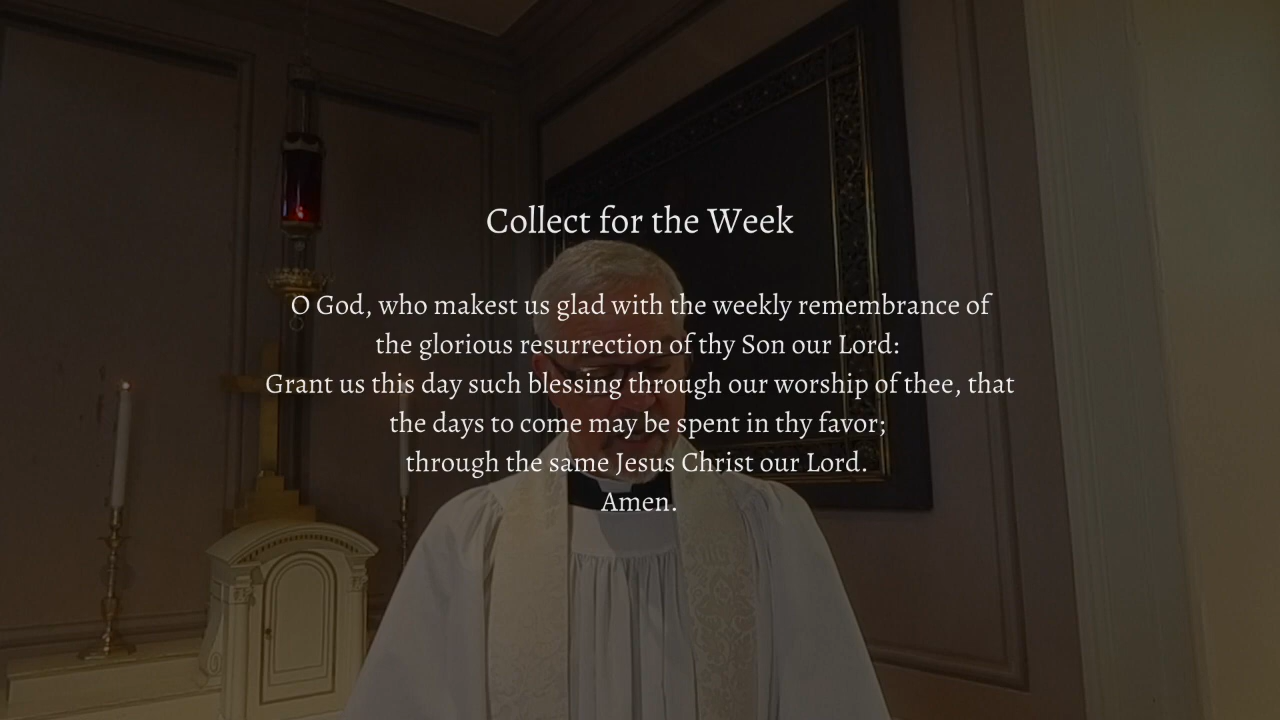 Collect for the Week
O God, who makest us glad with the weekly remembrance of
the glorious resurrection of thy Son our Lord:
Grant us this day such blessing through our worship of thee, that
the days to come may be spent in thy favor;
through the same Jesus Christ our Lord.
Amen.